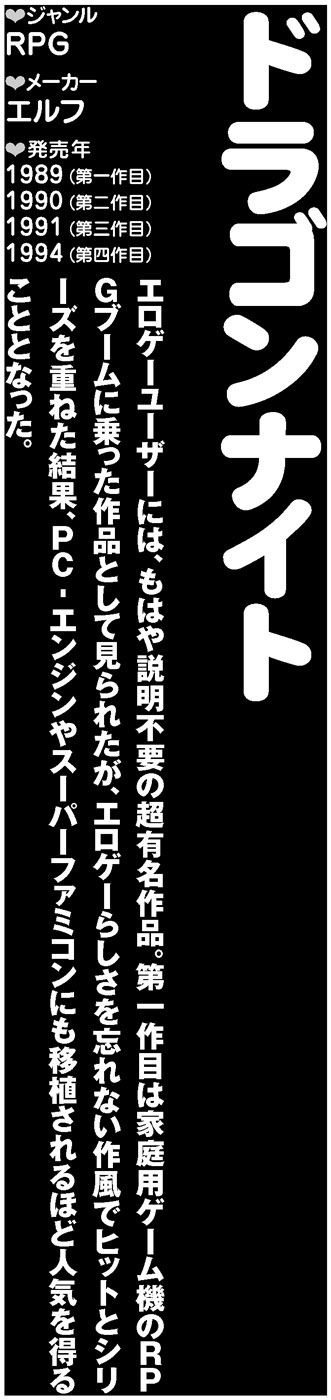 ドラゴンナイト
❤ジャンル
RPG
❤メーカー
エルフ
❤発売年
1989（第一作目）
1990（第二作目）
1991（第三作目）
1994（第四作目）
エロゲーユーザーには、もはや説明不要の超有名作品。第一作目は家庭用ゲーム機のRP
Gブームに乗った作品として見られたが、エロゲーらしさを忘れない作風でヒットとシリ
ーズを重ねた結果、PC-エンジンやスーパーファミコンにも移植されるほど人気を得る
こととなった。